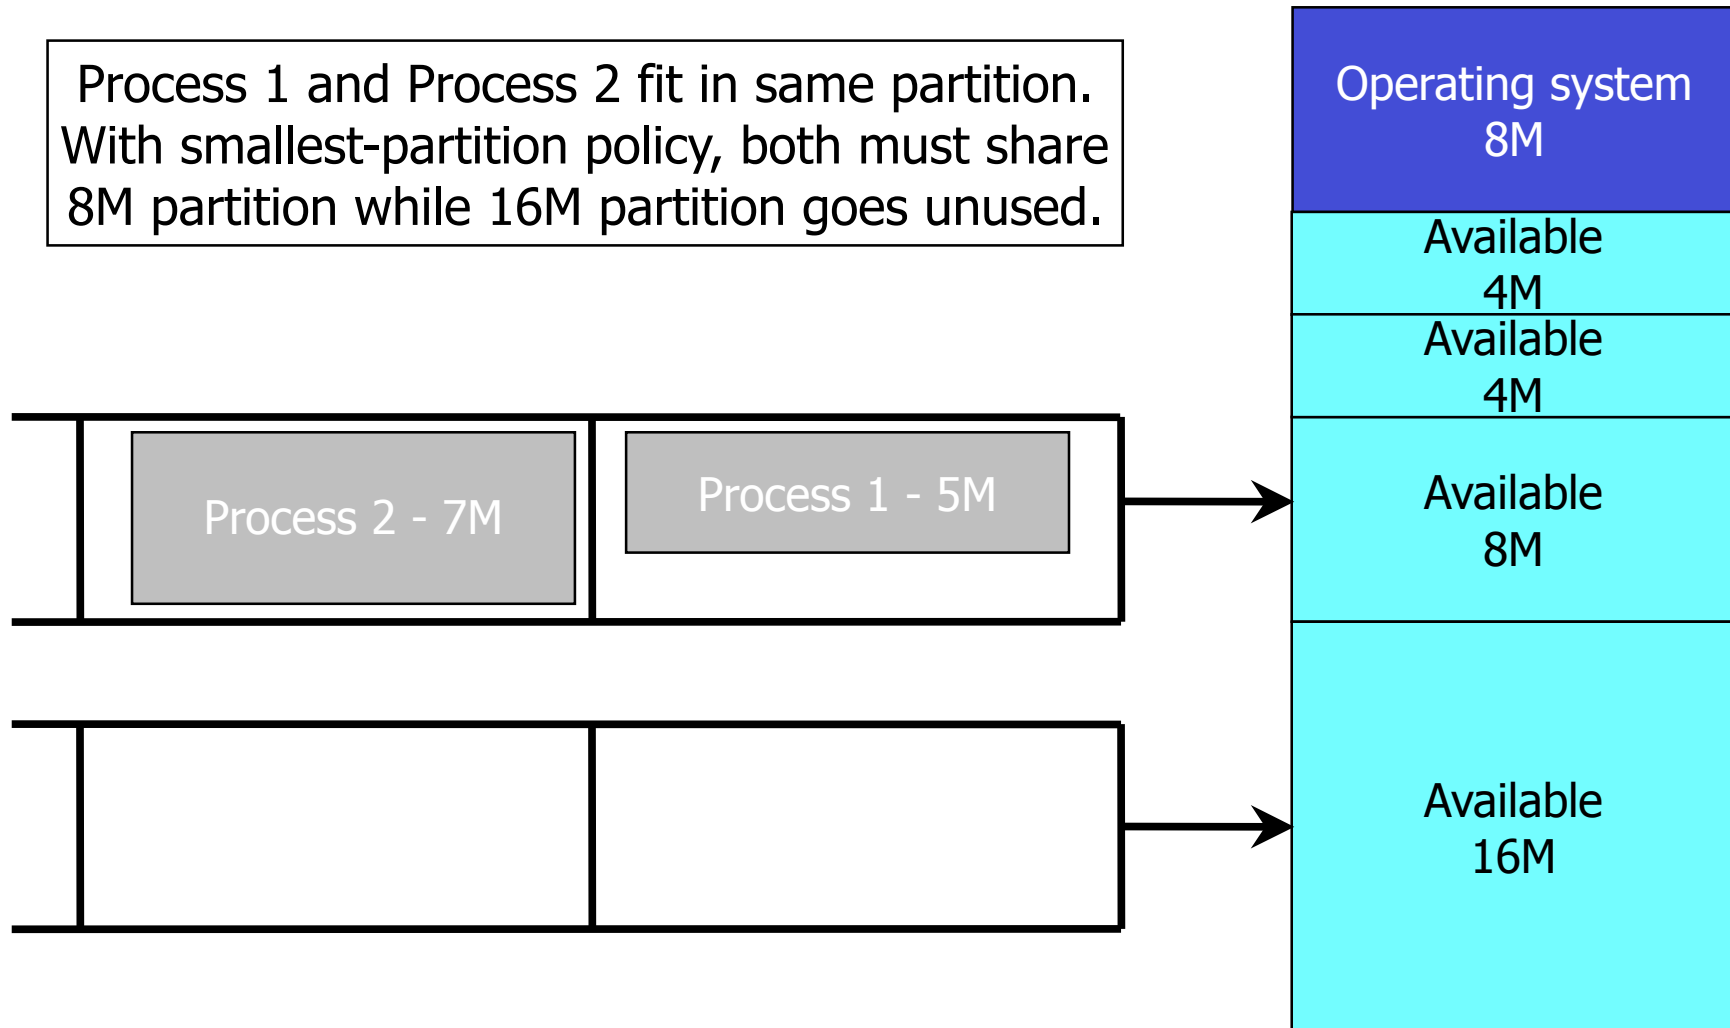 Process 1 and Process 2 fit in same partition.
With smallest-partition policy, both must share
8M partition while 16M partition goes unused.
Operating system
8M
Available
4M
Available
4M
Process 2 - 7M
Process 1 - 5M
Available
8M
Available
16M